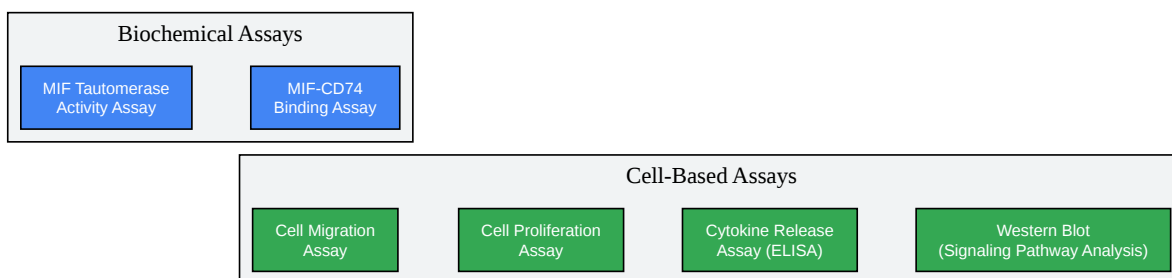 Biochemical Assays
MIF Tautomerase
Activity Assay
MIF-CD74
Binding Assay
Cell-Based Assays
Cell Migration
Assay
Cell Proliferation
Assay
Cytokine Release
Assay (ELISA)
Western Blot
(Signaling Pathway Analysis)